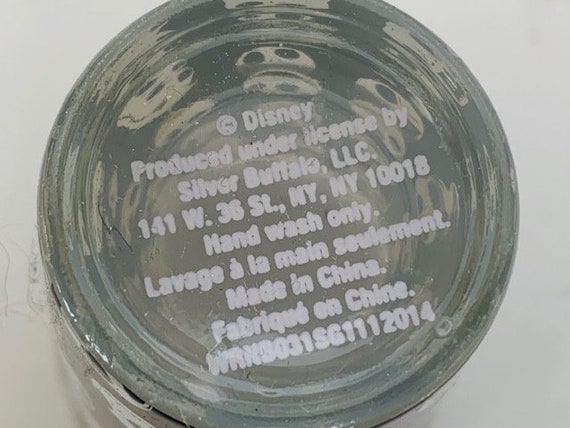 © Disney
Produced under license by
Silver Buffalo, LLC.
141 W. 36 St., NY, NY 10018
Hand wash only.
Lavage à la main seulement.
Made in China.
Fabriqué en Chine.